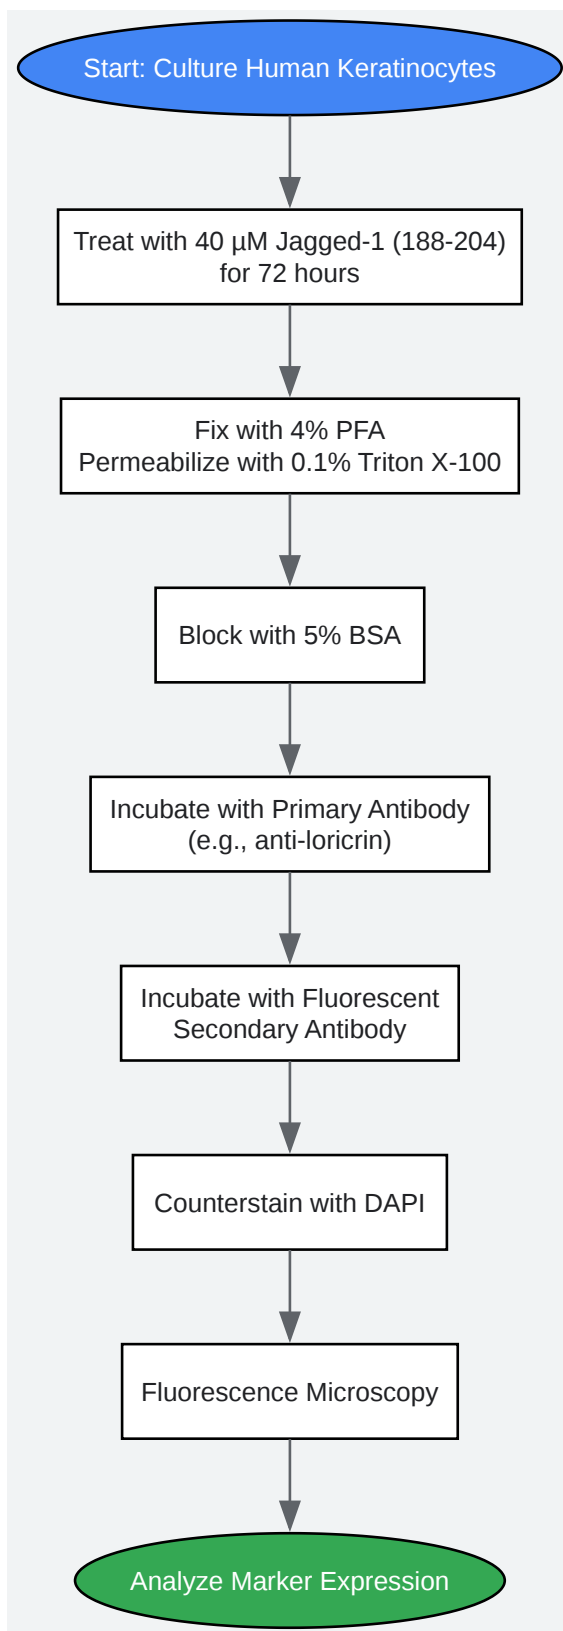 Start: Culture Human Keratinocytes
Treat with 40 µM Jagged-1 (188-204)
for 72 hours
Fix with 4% PFA
Permeabilize with 0.1% Triton X-100
Block with 5% BSA
Incubate with Primary Antibody
(e.g., anti-loricrin)
Incubate with Fluorescent
Secondary Antibody
Counterstain with DAPI
Fluorescence Microscopy
Analyze Marker Expression